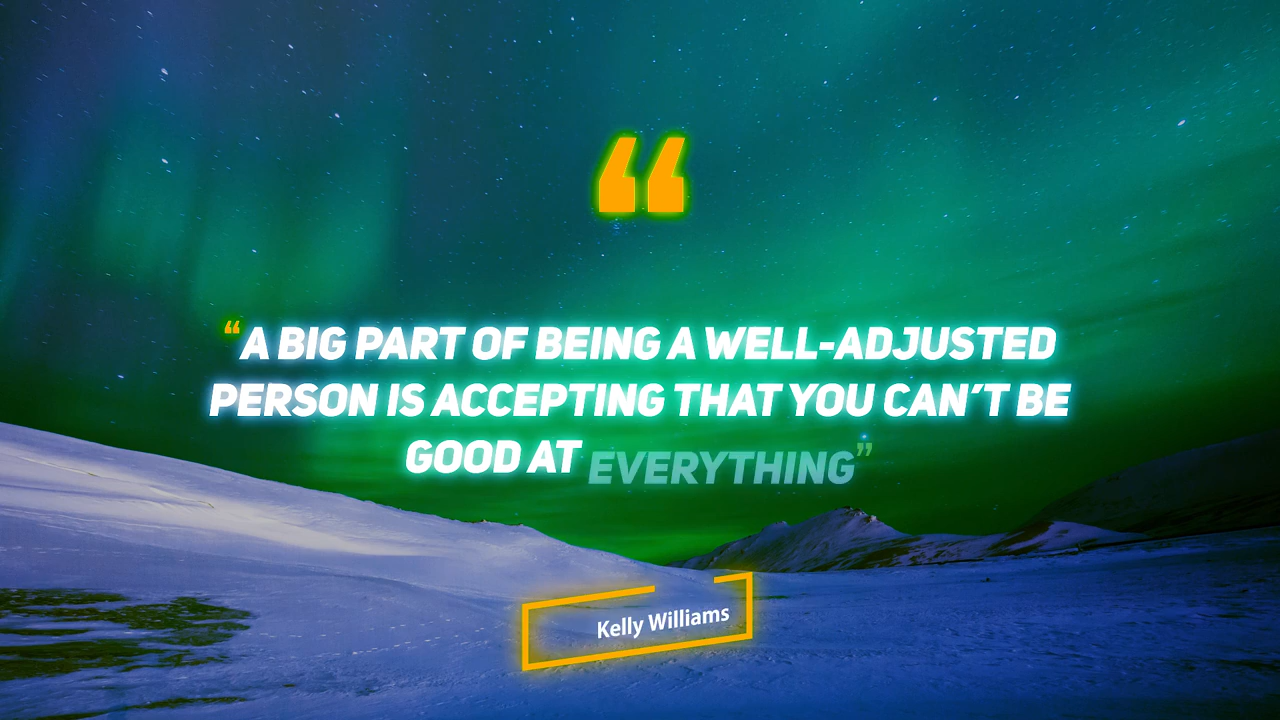 “
“A BIG PART OF BEING A WELL-ADJUSTED
PERSON IS ACCEPTING THAT YOU CAN’T BE
GOOD AT EVERYTHING”
Kelly Williams